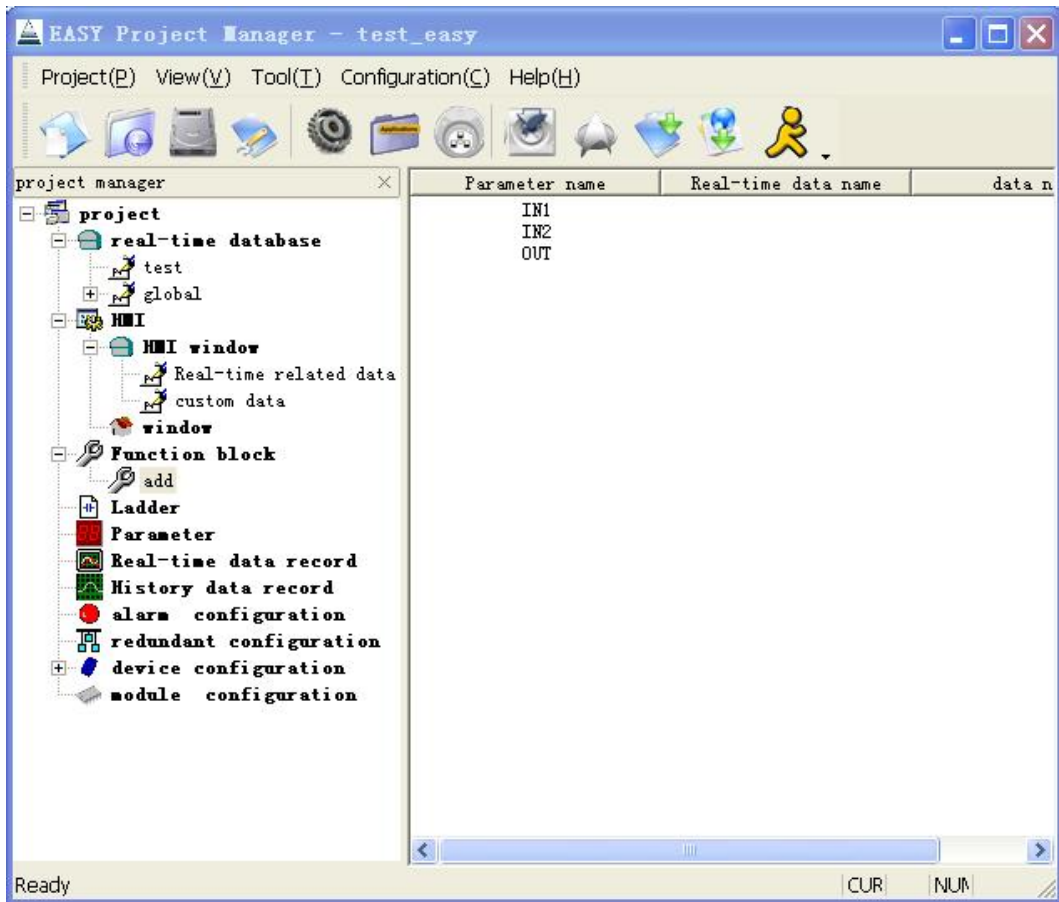 EASY Project Manager - test_easy
Project(P) View(V) Tool(T) Configuration(C) Help(H)
project manager
Parameter name Real-time data name data n
project
IN1
IN2
OUT
real-time database
test
global
HMI
HMI window
Real-time related data
custom data
window
Function block
add
Ladder
Parameter
Real-time data record
History data record
alarm configuration
redundant configuration
device configuration
module configuration
Ready CUR NUM